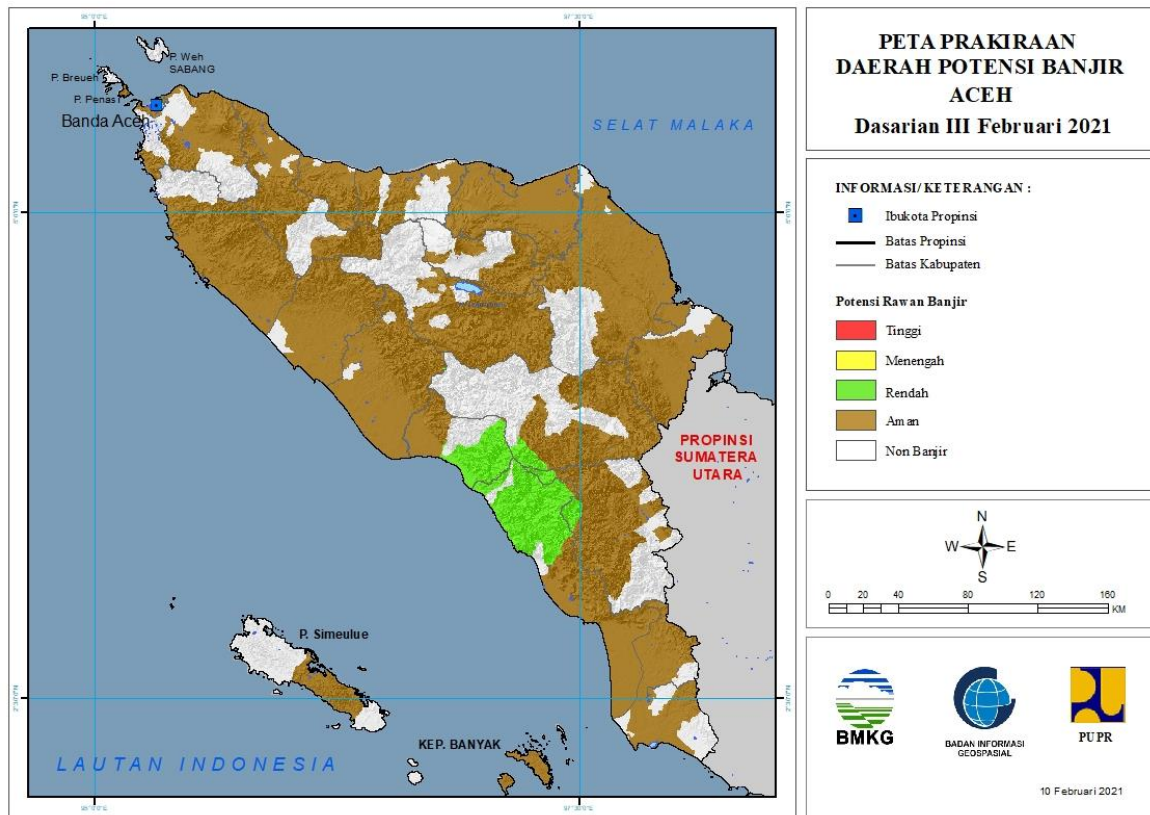 PETA PRAKIRAAN
DAERAH POTENSI BANJIR
ACEH
Dasarian III Februari 2021
INFORMASI/ KETERANGAN :
Ibukota Propinsi
Batas Propinsi
Batas Kabupaten
Potensi Rawan Banjir
Tinggi
Menengah
Rendah
Aman
Non Banjir
N
W E
S
0 20 40 60 80 120 160
KM
BMKG
BADAN INFORMASI
GEOSPASIAL
PUPR
10 Februari 2021
P. Weh
SABANG
P. Breueh
Banda Aceh
SELAT MALAKA
PROPINSI
SUMATERA
UTARA
P. Simeulue
KEP. BANYAK
LAUTAN INDONESIA